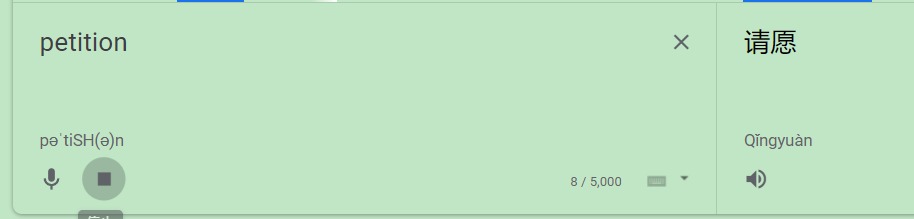 petition
请愿
pəˈtiSH(ə)n
Qǐngyuàn
8 / 5,000